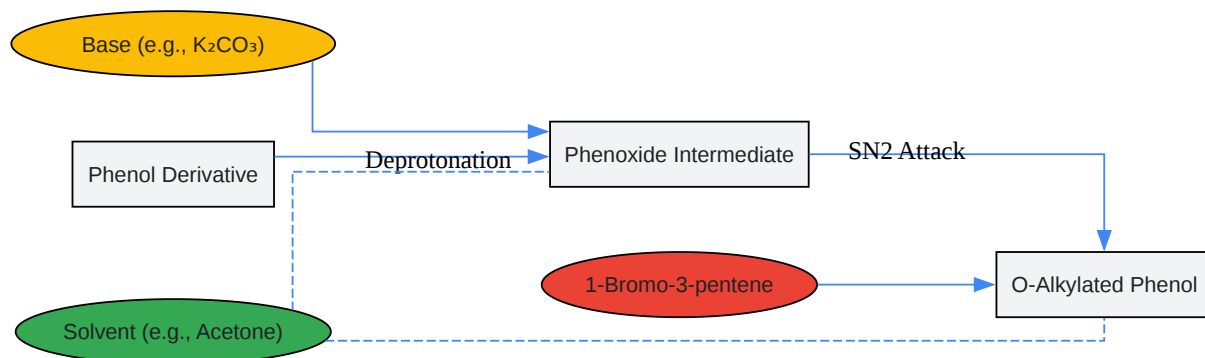 Base (e.g., K₂CO₃)
Phenol Derivative
Deprotonation
Phenoxide Intermediate
SN2 Attack
1-Bromo-3-pentene
O-Alkylated Phenol
Solvent (e.g., Acetone)